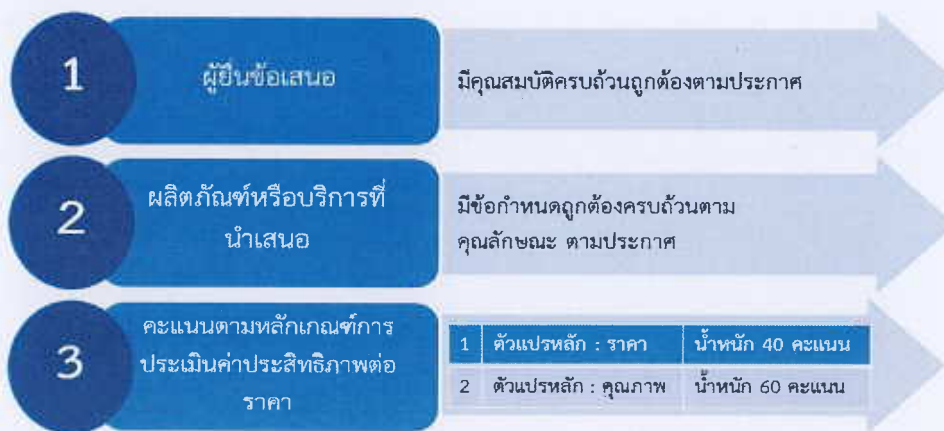 1
ผู้ยื่นข้อเสนอ
มีคุณสมบัติครบถ้วนถูกต้องตามประกาศ
2
ผลิตภัณฑ์หรือบริการที่
นำเสนอ
มีข้อกำหนดถูกต้องครบถ้วนตาม
คุณลักษณะ ตามประกาศ
3
คะแนนตามหลักเกณฑ์การ
ประเมินค่าประสิทธิภาพต่อ
ราคา
1 ตัวแปรหลัก : ราคา น้ำหนัก 40 คะแนน
2 ตัวแปรหลัก : คุณภาพ น้ำหนัก 60 คะแนน